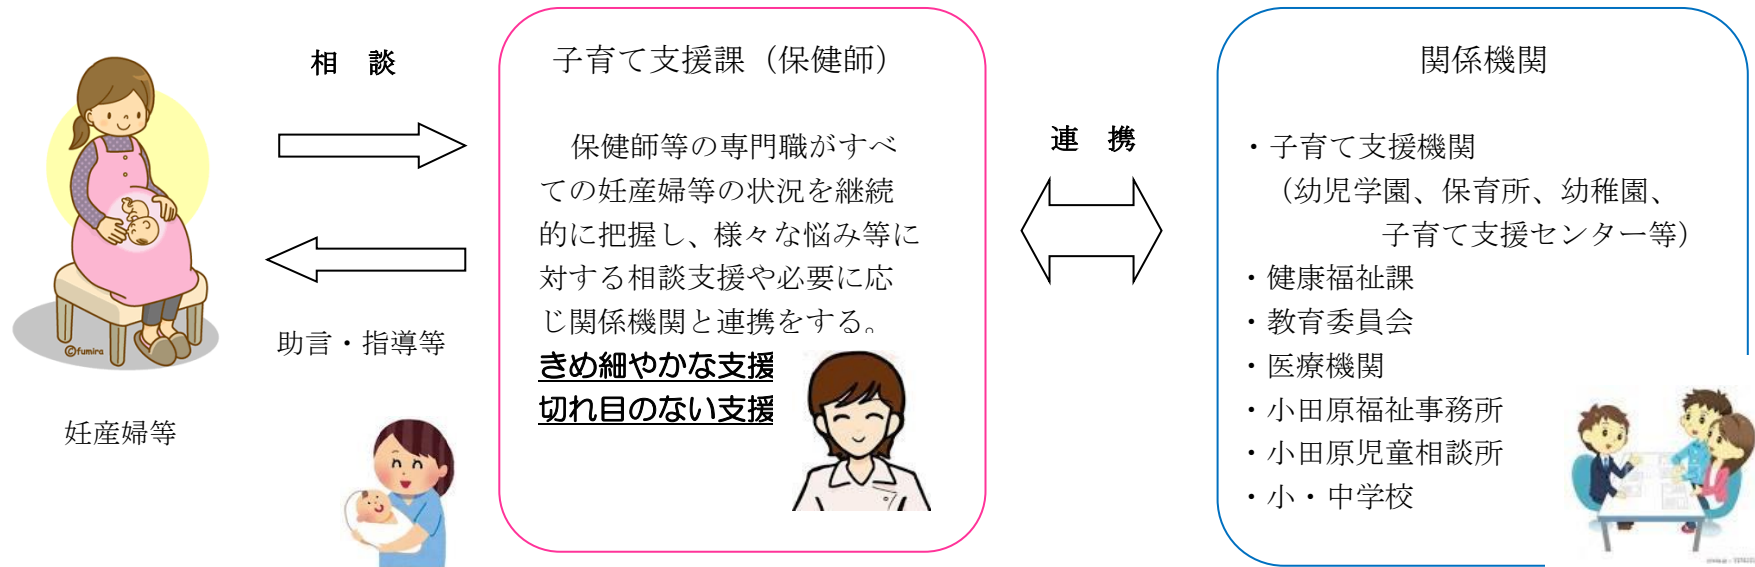 相　談
助言・指導等
妊産婦等
©fumira
子育て支援課（保健師）
保健師等の専門職がすべ
ての妊産婦等の状況を継続
的に把握し、様々な悩み等に
対する相談支援や必要に応
じ関係機関と連携をする。
きめ細やかな支援
切れ目のない支援
連　携
関係機関
・子育て支援機関
（幼児学園、保育所、幼稚園、
子育て支援センター等）
・健康福祉課
・教育委員会
・医療機関
・小田原福祉事務所
・小田原児童相談所
・小・中学校